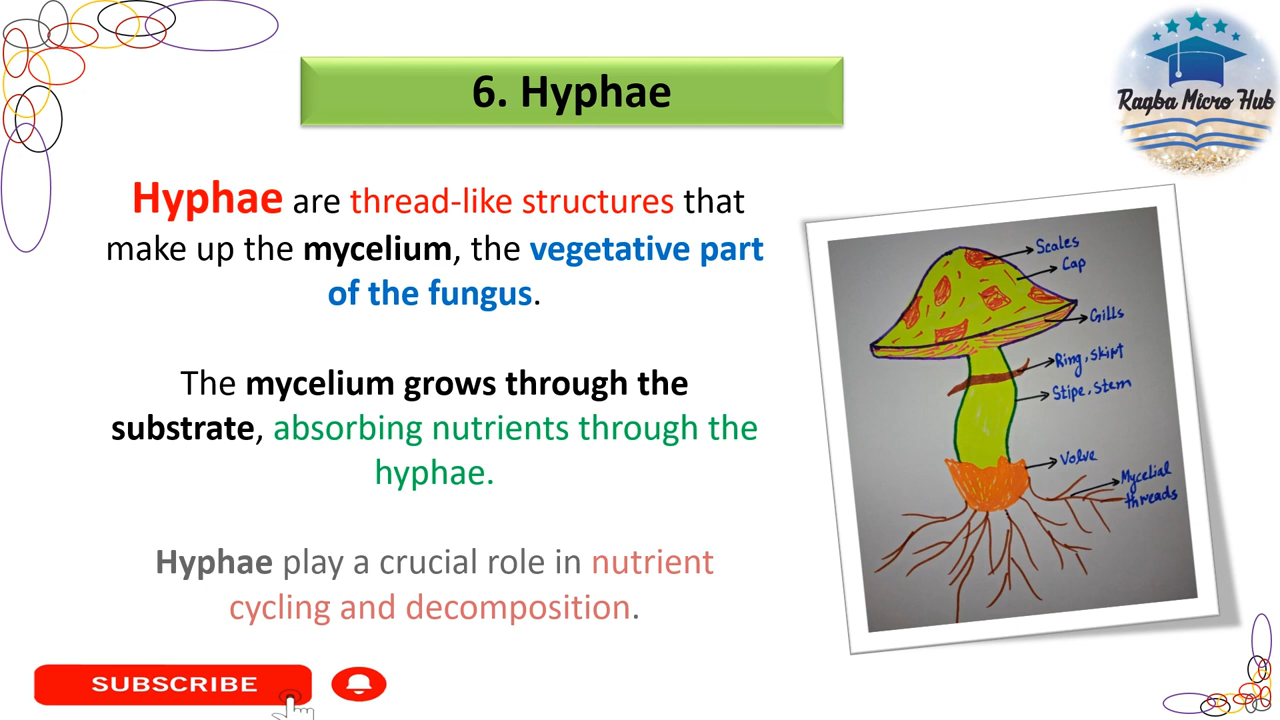 6. Hyphae
Ragba Micro Hub
Hyphae are thread-like structures that
make up the mycelium, the vegetative part
of the fungus.
The mycelium grows through the
substrate, absorbing nutrients through the
hyphae.
Hyphae play a crucial role in nutrient
cycling and decomposition.
Scales
Cap
Gills
Ring, Skirt
Stipe, Stem
Volve
Mycelial
threads
SUBSCRIBE